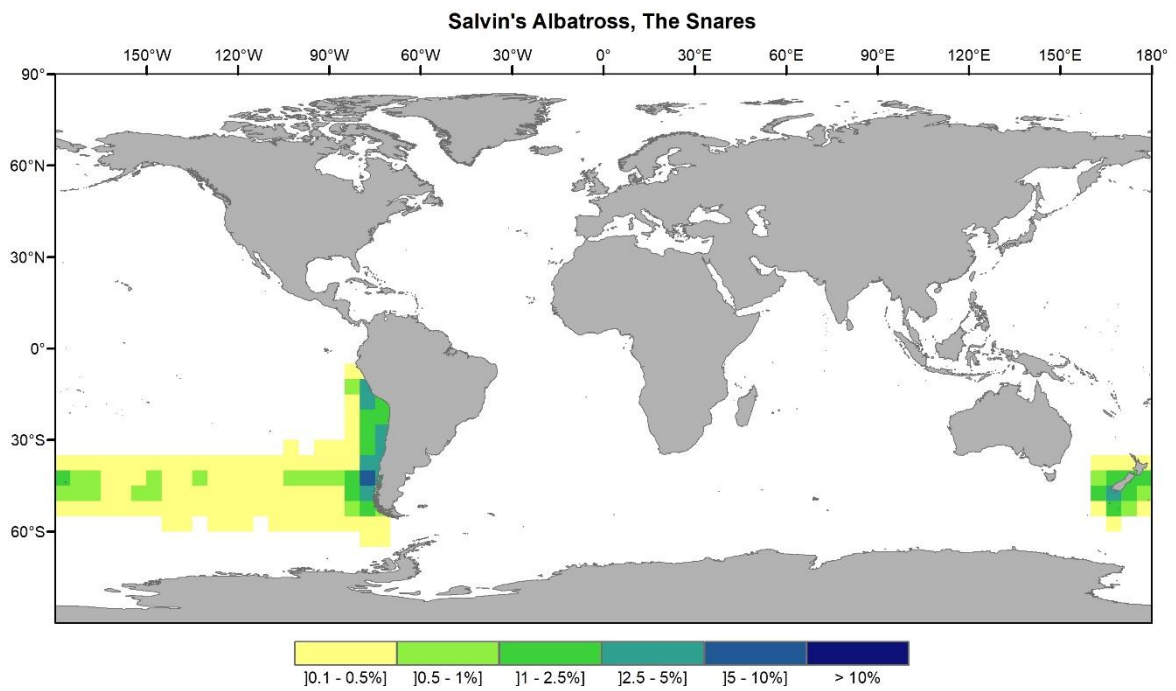 Salvin's Albatross, The Snares
150°W 120°W 90°W 60°W 30°W 0° 30°E 60°E 90°E 120°E 150°E 180°
90°
60°N
30°N
0°
30°S
60°S
]0.1 - 0.5%] ]0.5 - 1%] ]1 - 2.5%] ]2.5 - 5%] ]5 - 10%] > 10%